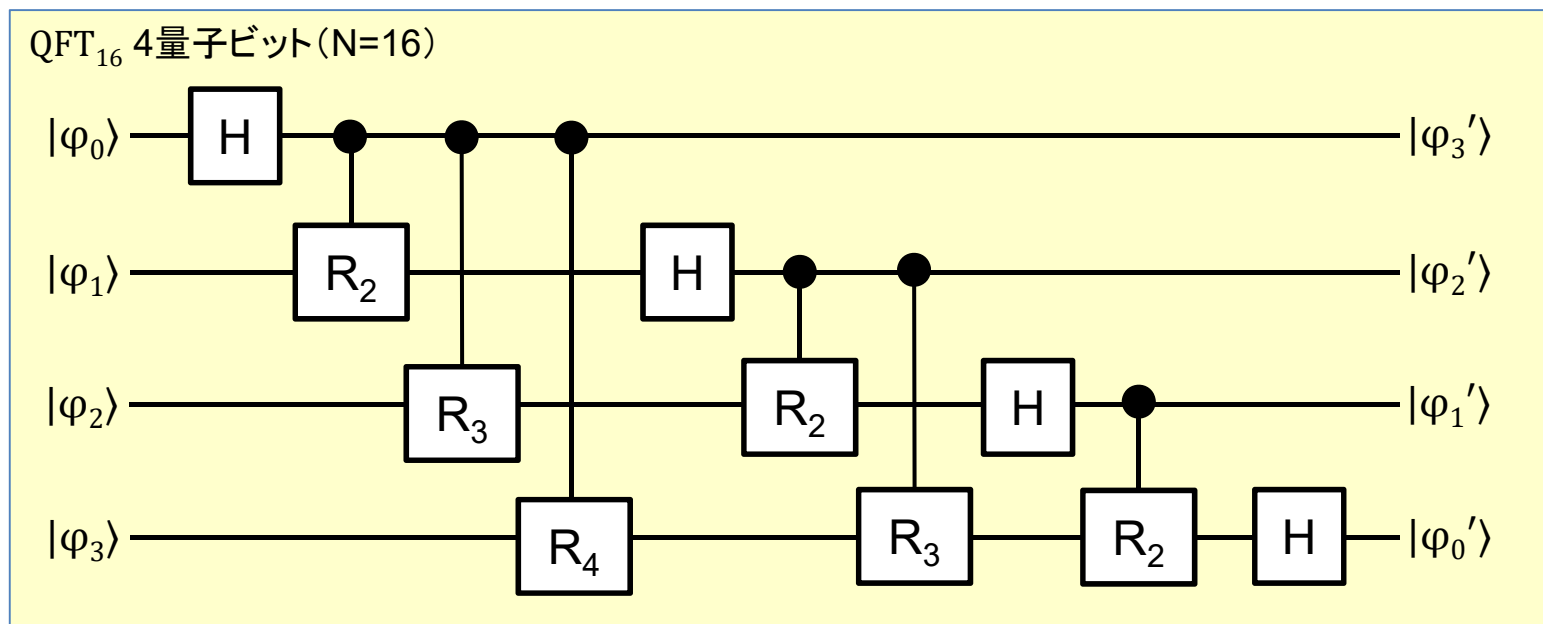 QFT₁₆ 4量子ビット（N=16）
|φ₀⟩ H |φ₃′⟩
|φ₁⟩ R₂ H |φ₂′⟩
|φ₂⟩ R₃ R₂ H |φ₁′⟩
|φ₃⟩ R₄ R₃ R₂ H |φ₀′⟩